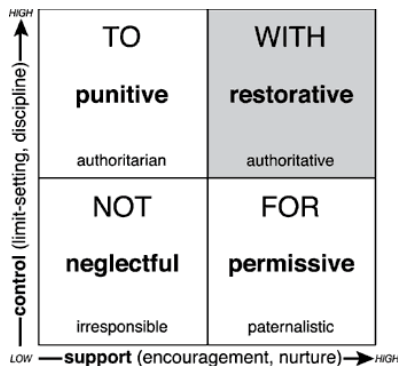 HIGH
TO
punitive
authoritarian
WITH
restorative
authoritative
control (limit-setting, discipline)
NOT
neglectful
irresponsible
FOR
permissive
paternalistic
LOW
support (encouragement, nurture)
HIGH